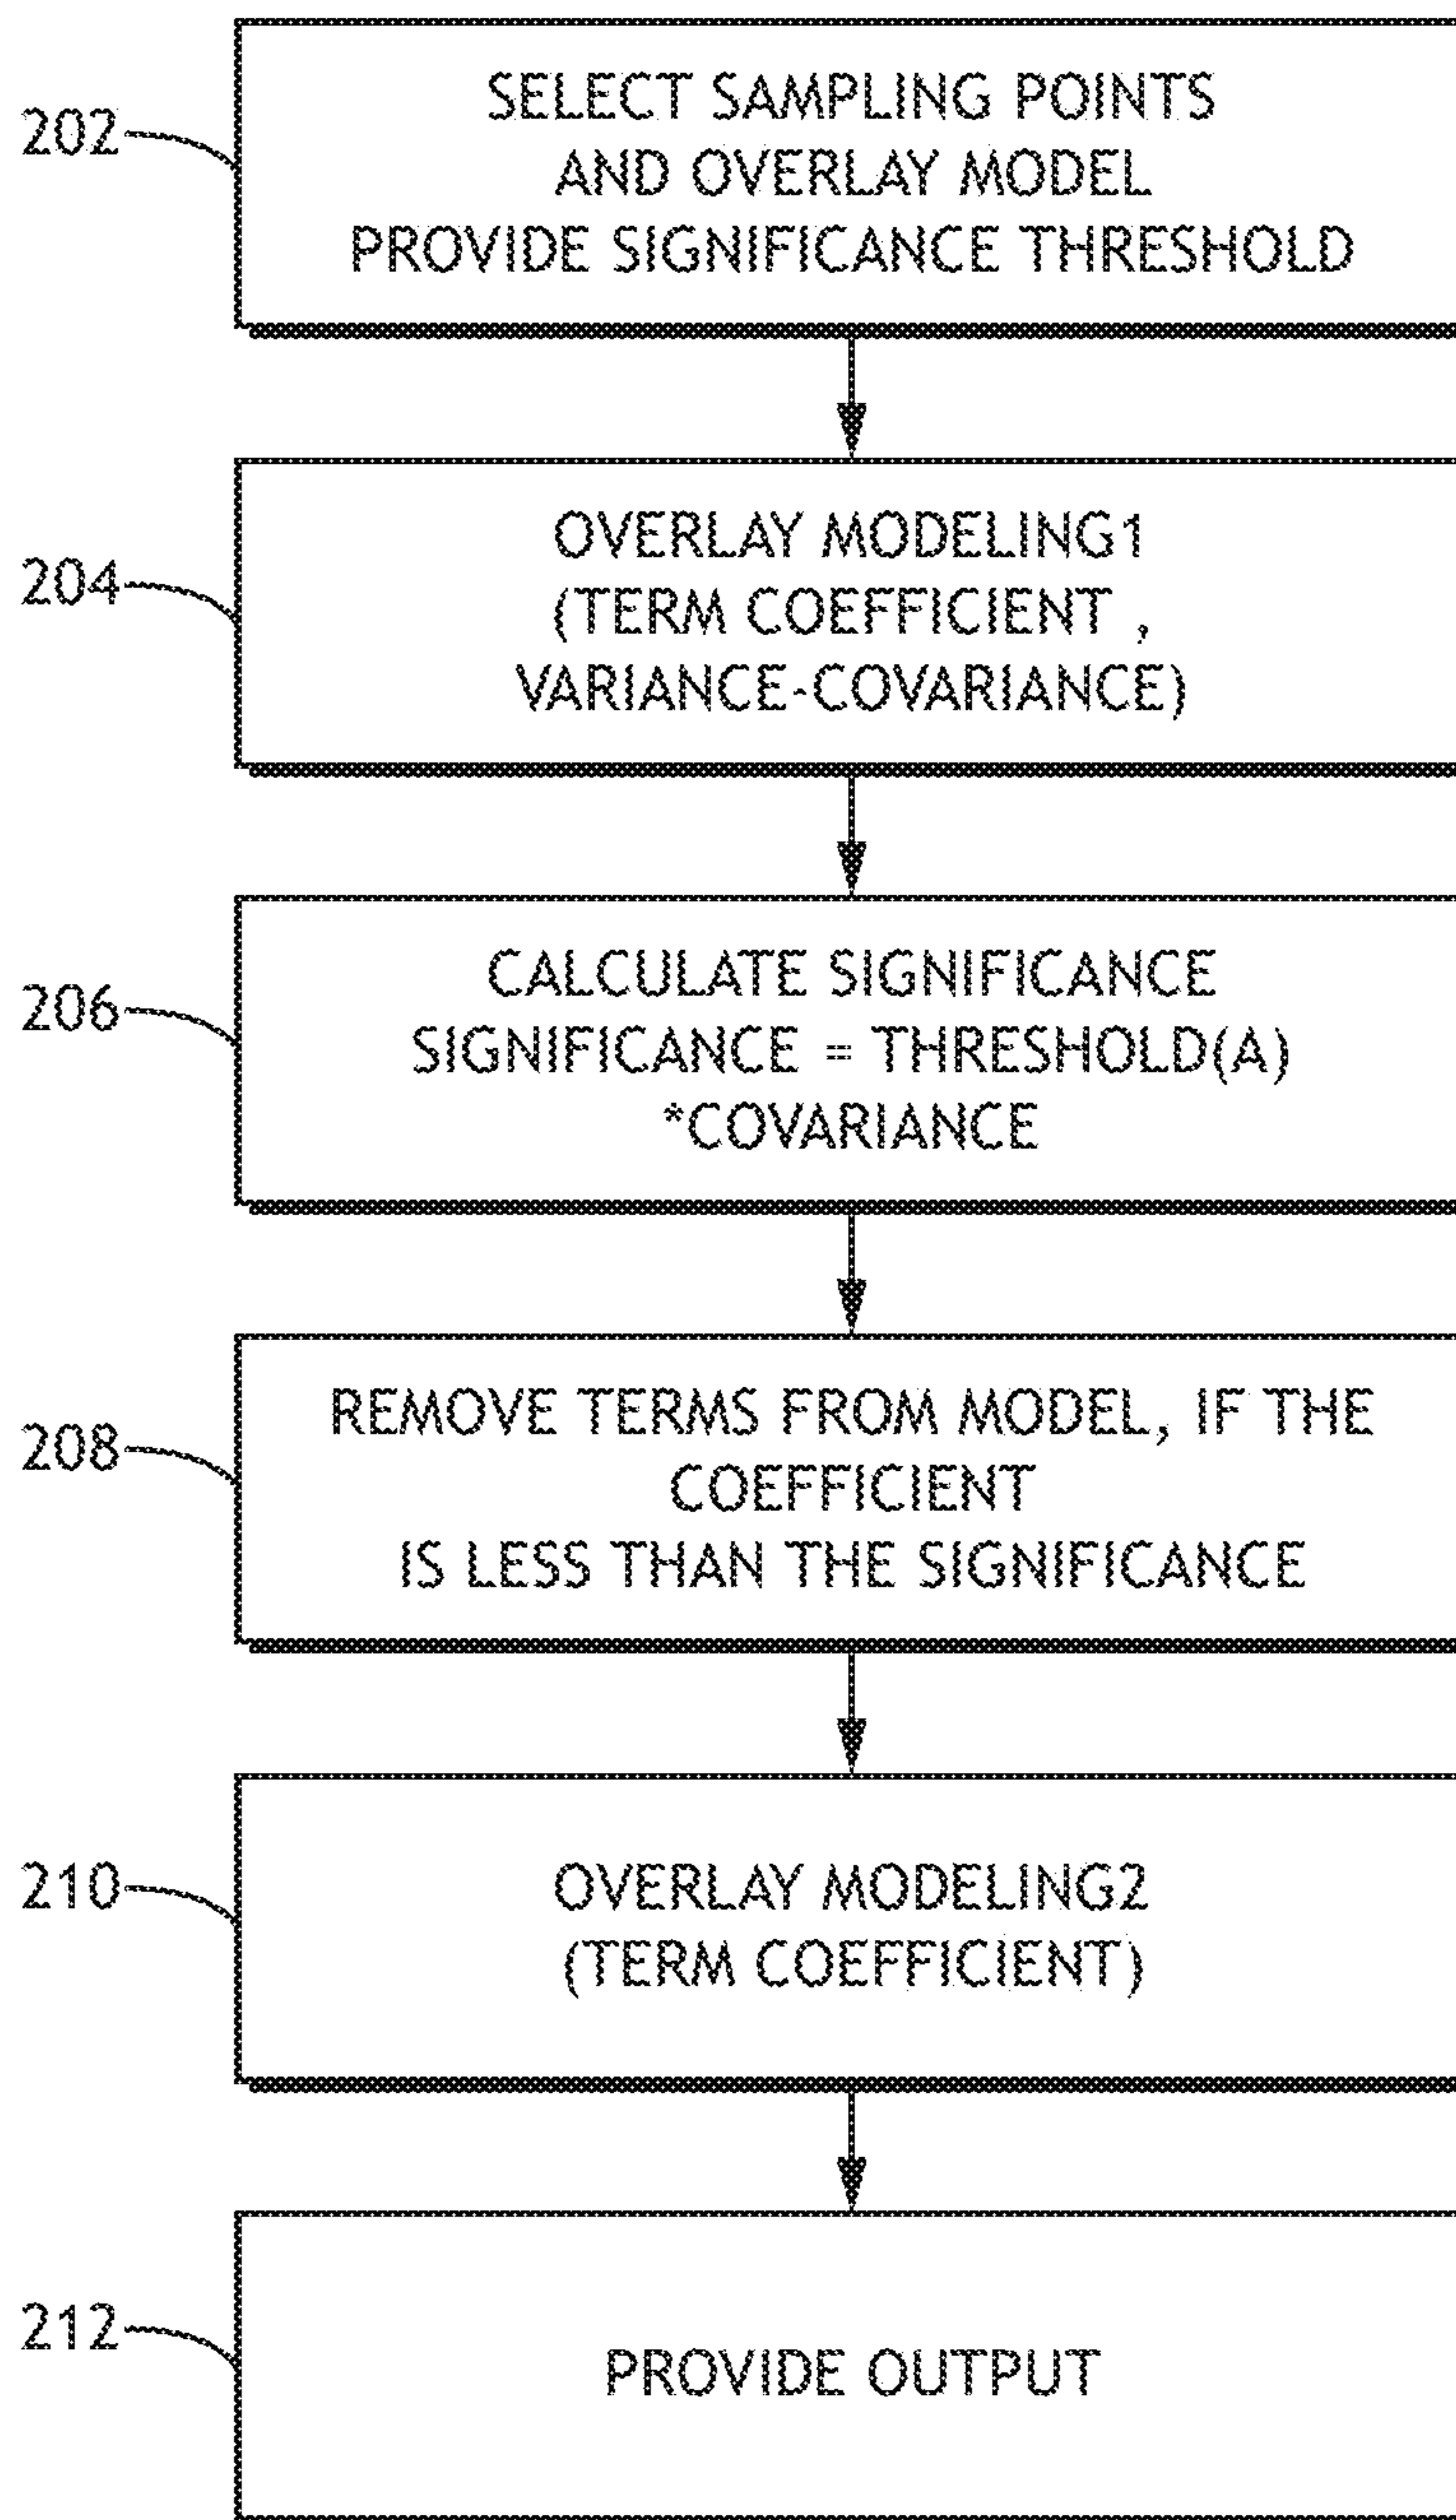 202
SELECT SAMPLING POINTS
AND OVERLAY MODEL
PROVIDE SIGNIFICANCE THRESHOLD
204
OVERLAY MODELING1
(TERM COEFFICIENT ,
VARIANCE-COVARIANCE)
206
CALCULATE SIGNIFICANCE
SIGNIFICANCE = THRESHOLD(A)
*COVARIANCE
208
REMOVE TERMS FROM MODEL, IF THE
COEFFICIENT
IS LESS THAN THE SIGNIFICANCE
210
OVERLAY MODELING2
(TERM COEFFICIENT)
212
PROVIDE OUTPUT